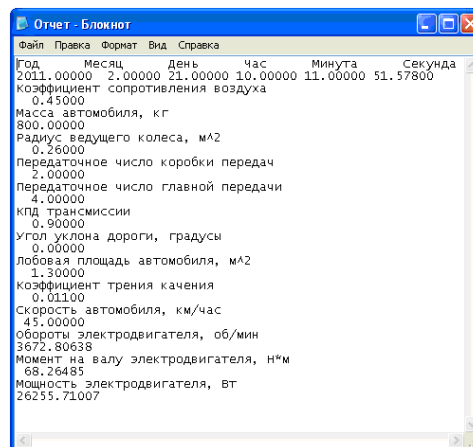 Отчет - Блокнот
Файл Правка Формат Вид Справка
Год Месяц День Час Минута Секунда
2011.00000 2.00000 21.00000 10.00000 11.00000 51.57800
Коэффициент сопротивления воздуха
0.45000
Масса автомобиля, кг
800.00000
Радиус ведущего колеса, м^2
0.26000
Передаточное число коробки передач
2.00000
Передаточное число главной передачи
4.00000
КПД трансмиссии
0.90000
Угол уклона дороги, градусы
0.00000
Лобовая площадь автомобиля, м^2
1.30000
Коэффициент трения качения
0.01100
Скорость автомобиля, км/час
45.00000
Обороты электродвигателя, об/мин
3672.80638
Момент на валу электродвигателя, Н*м
68.26485
Мощность электродвигателя, Вт
26255.71007